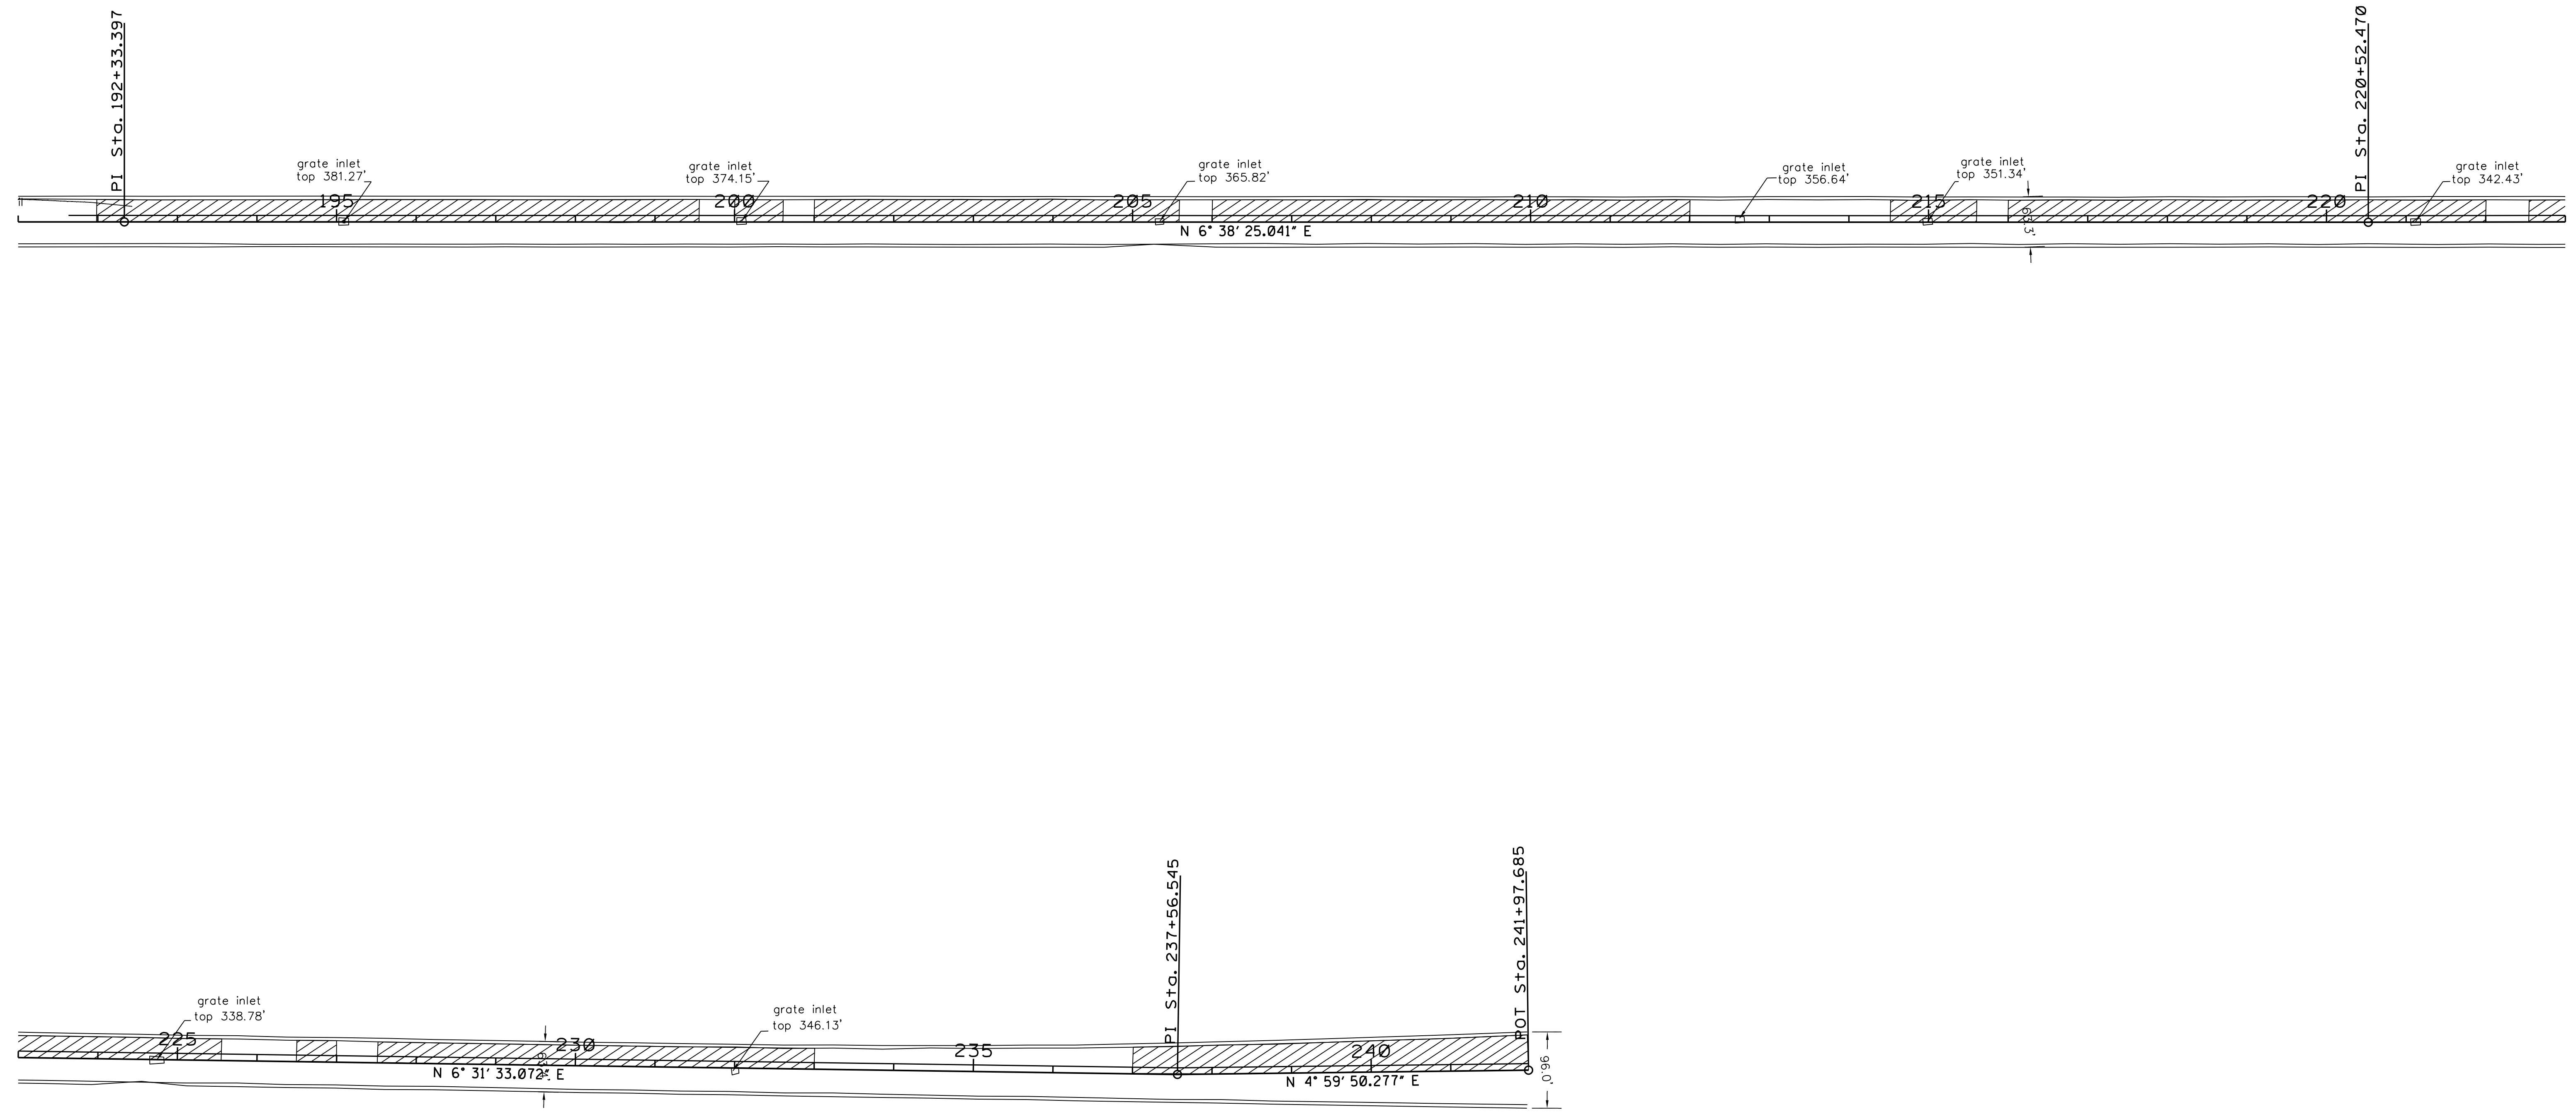 PI Sta. 192+33.397
PI Sta. 220+52.470
grate inlet
top 381.27'
grate inlet
top 374.15'
grate inlet
top 365.82'
grate inlet
top 356.64'
grate inlet
top 351.34'
grate inlet
top 342.43'
195
200
205
210
215
220
N 6° 38' 25.041" E
PI Sta. 237+56.545
POT Sta. 241+97.685
grate inlet
top 338.78'
grate inlet
top 346.13'
225
230
235
240
N 6° 31' 33.072" E
N 4° 59' 50.277" E
96.0'